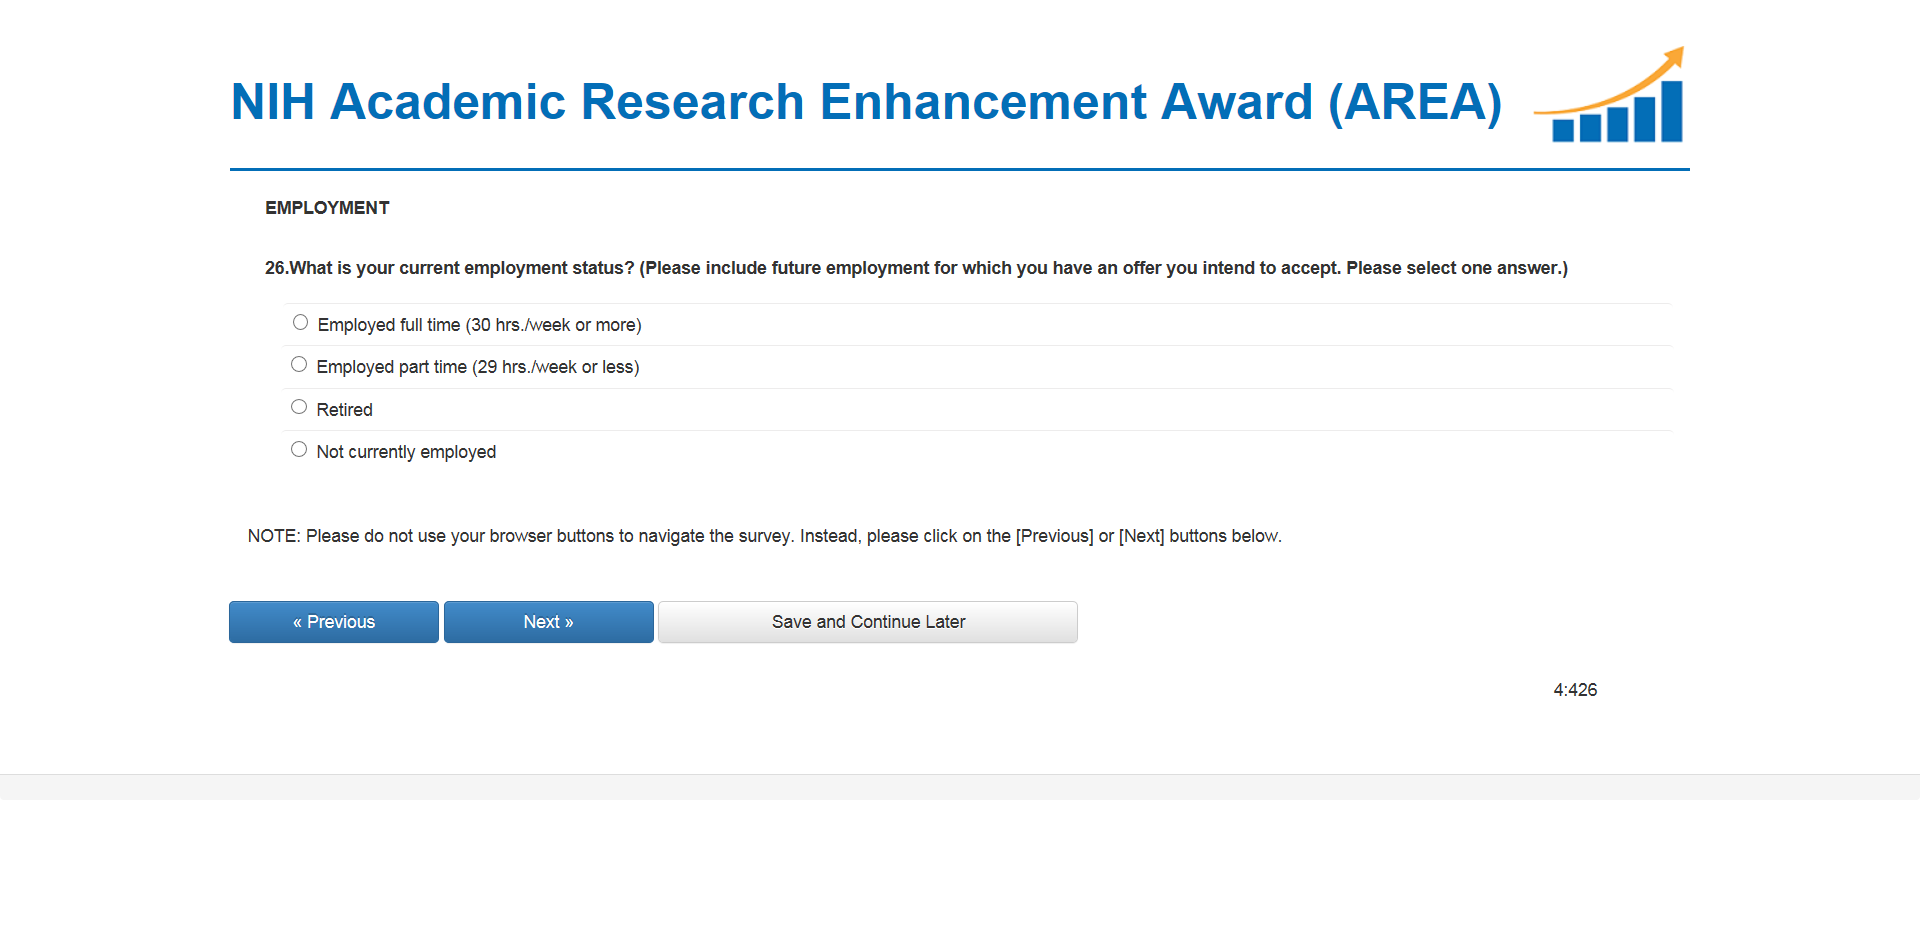 NIH Academic Research Enhancement Award (AREA)
EMPLOYMENT
26.What is your current employment status? (Please include future employment for which you have an offer you intend to accept. Please select one answer.)
Employed full time (30 hrs./week or more)
Employed part time (29 hrs./week or less)
Retired
Not currently employed
NOTE: Please do not use your browser buttons to navigate the survey. Instead, please click on the [Previous] or [Next] buttons below.
« Previous Next » Save and Continue Later
4:426